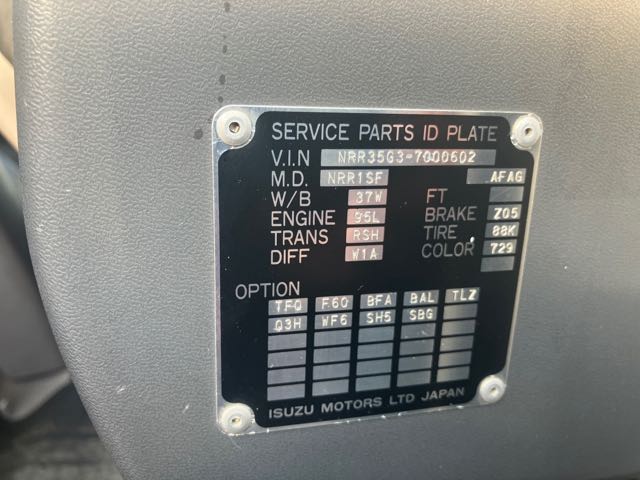 SERVICE PARTS ID PLATE
V.I.N NRR35G3-7000602
M.D. NRR1SF AFAG
W/B 37W FT
ENGINE 95L BRAKE Z05
TRANS RSH TIRE 88K
DIFF W1A COLOR 729
OPTION
TFQ F60 BFA BAL TLZ
Q3H WF6 SH5 SBG
ISUZU MOTORS LTD JAPAN